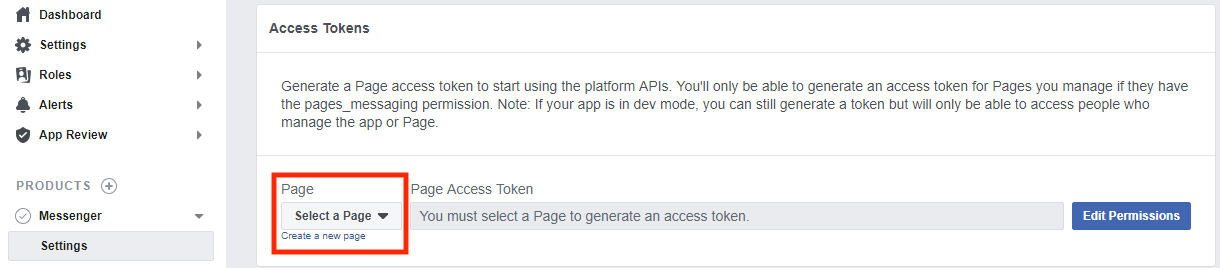 Dashboard
Settings
Roles
Alerts
App Review
PRODUCTS
Messenger
Settings
Access Tokens
Generate a Page access token to start using the platform APIs. You'll only be able to generate an access token for Pages you manage if they have
the pages_messaging permission. Note: If your app is in dev mode, you can still generate a token but will only be able to access people who
manage the app or Page.
Page
Page Access Token
Select a Page
You must select a Page to generate an access token.
Edit Permissions
Create a new page